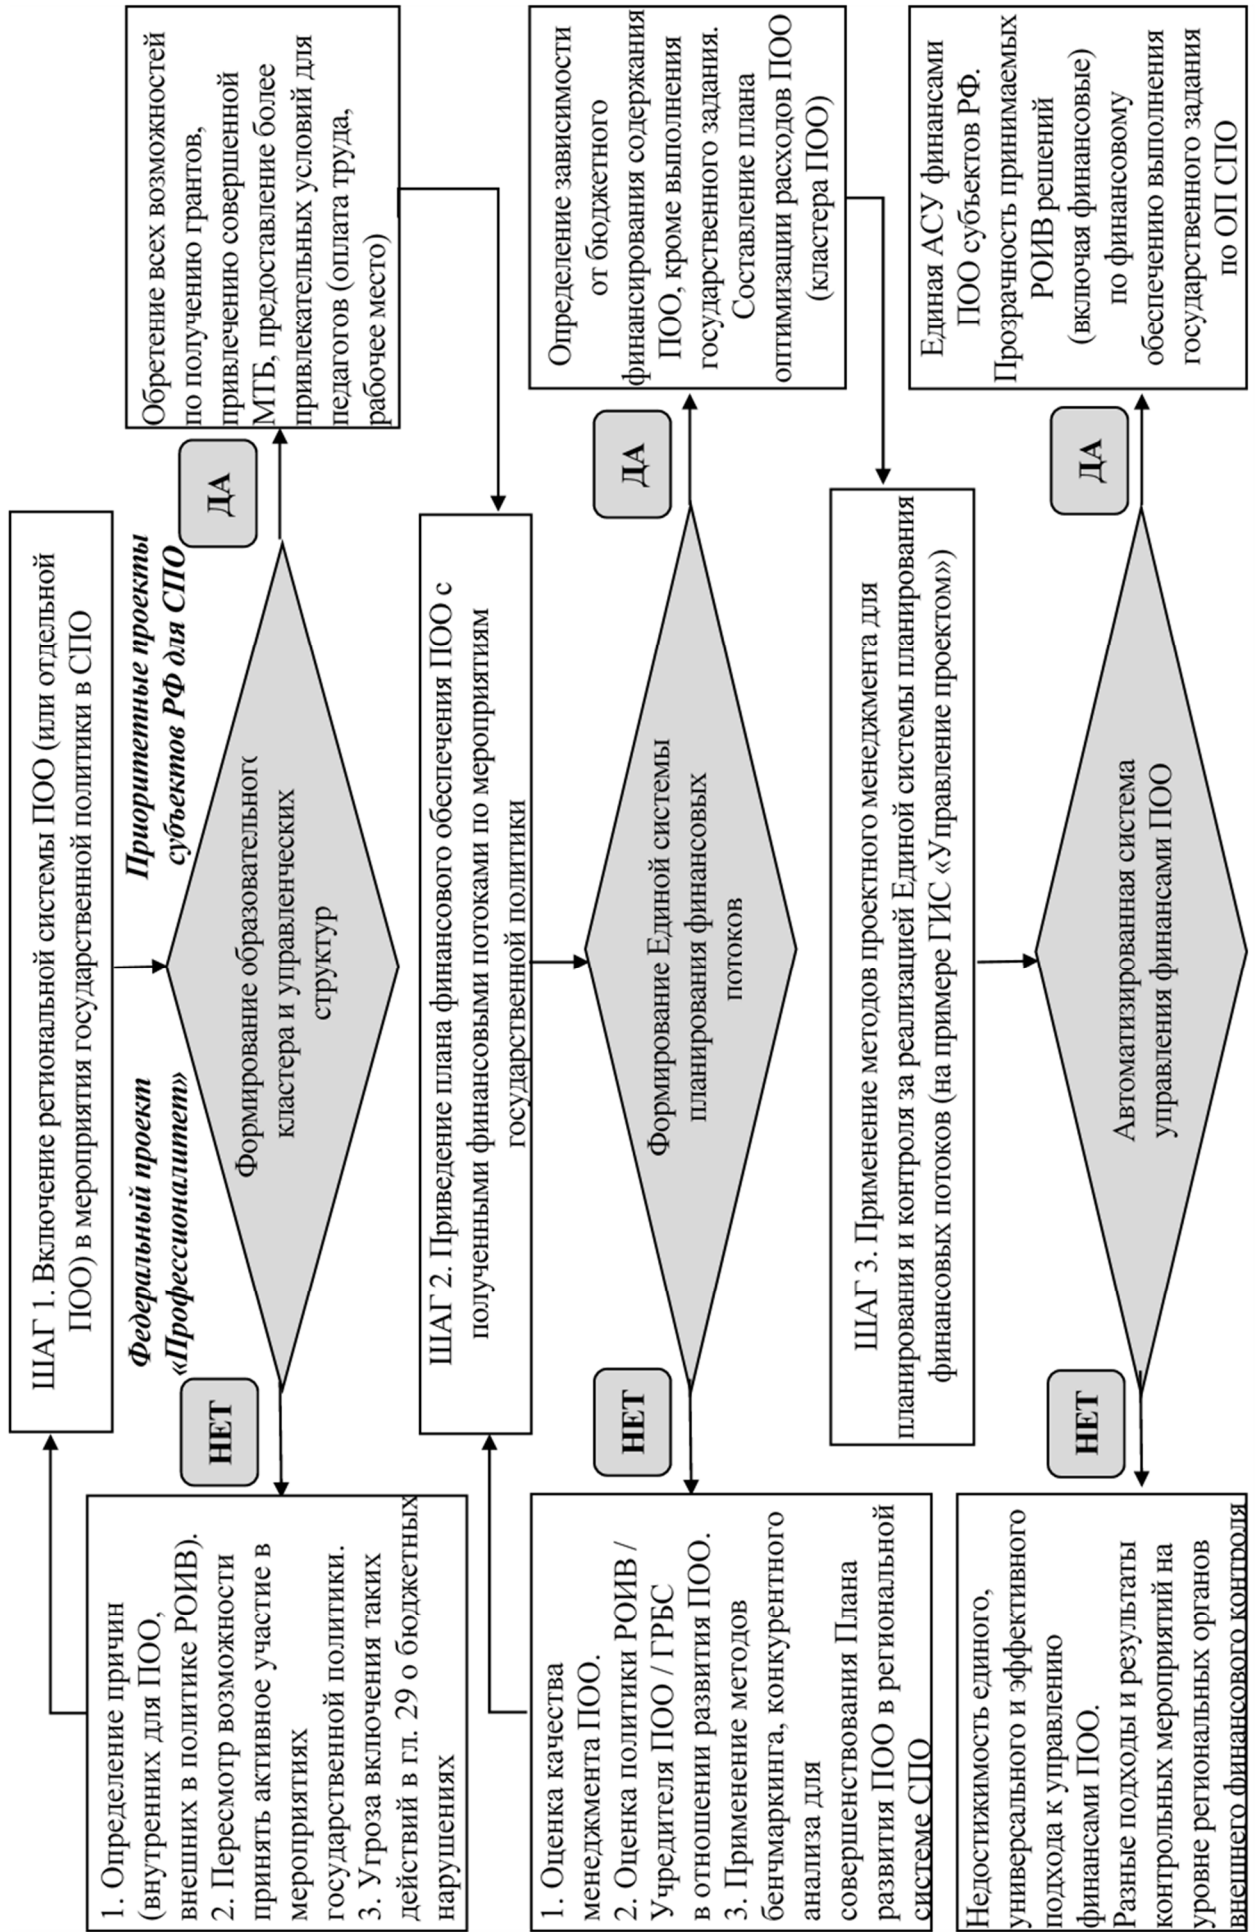 ШАГ 1. Включение региональной системы ПОО (или отдельной
ПОО) в мероприятия государственной политики в СПО
Федеральный проект
«Профессионалитет»
Приоритетные проекты
субъектов РФ для СПО
Формирование образовательного
кластера и управленческих
структур
НЕТ
ДА
1. Определение причин
(внутренних для ПОО,
внешних в политике РОИВ).
2. Пересмотр возможности
принять активное участие в
мероприятиях
государственной политики.
3. Угроза включения таких
действий в гл. 29 о бюджетных
нарушениях
Обретение всех возможностей
по получению грантов,
привлечению совершенной
МТБ, предоставление более
привлекательных условий для
педагогов (оплата труда,
рабочее место)
ШАГ 2. Приведение плана финансового обеспечения ПОО с
полученными финансовыми потоками по мероприятиям
государственной политики
Формирование Единой системы
планирования финансовых
потоков
НЕТ
ДА
1. Оценка качества
менеджмента ПОО.
2. Оценка политики РОИВ /
Учредителя ПОО / ГРБС
в отношении развития ПОО.
3. Применение методов
бенчмаркинга, конкурентного
анализа для
совершенствования Плана
развития ПОО в региональной
системе СПО
Определение зависимости
от бюджетного
финансирования содержания
ПОО, кроме выполнения
государственного задания.
Составление плана
оптимизации расходов ПОО
(кластера ПОО)
ШАГ 3. Применение методов проектного менеджмента для
планирования и контроля за реализацией Единой системы планирования
финансовых потоков (на примере ГИС «Управление проектом»)
Автоматизированная система
управления финансами ПОО
НЕТ
ДА
Недостижимость единого,
универсального и эффективного
подхода к управлению
финансами ПОО.
Разные подходы и результаты
контрольных мероприятий на
уровне региональных органов
внешнего финансового контроля
Единая АСУ финансами
ПОО субъектов РФ.
Прозрачность принимаемых
РОИВ решений
(включая финансовые)
по финансовому
обеспечению выполнения
государственного задания
по ОП СПО